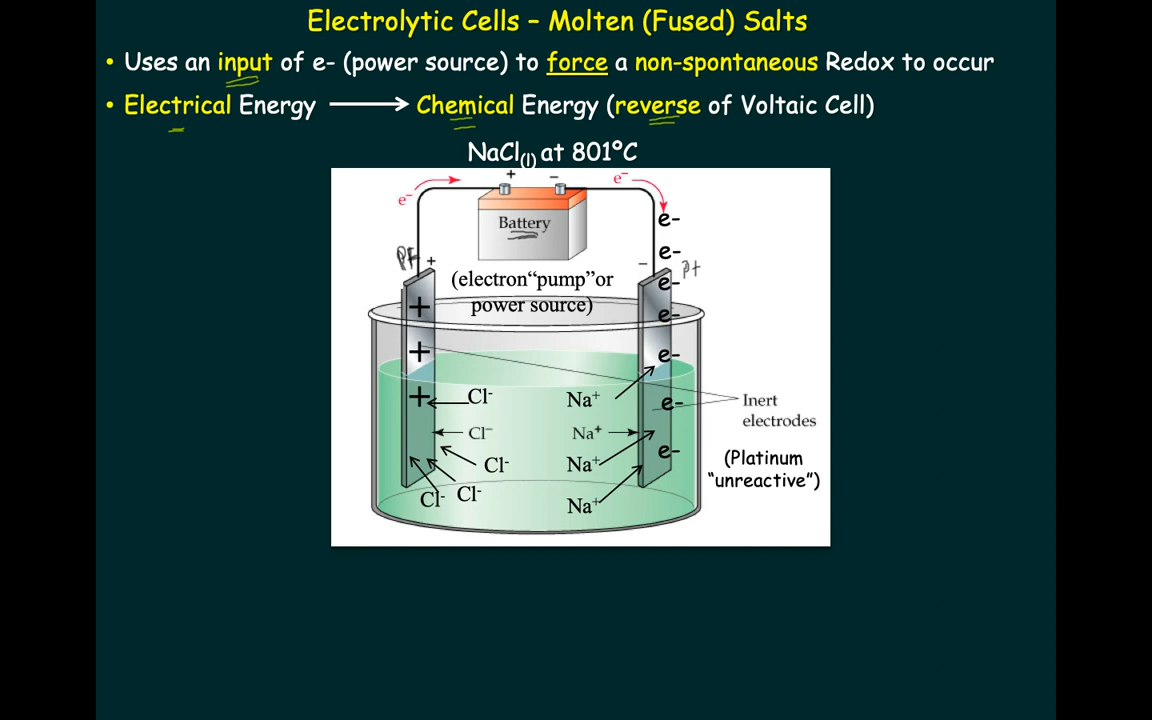 Electrolytic Cells – Molten (Fused) Salts
• Uses an input of e- (power source) to force a non-spontaneous Redox to occur
• Electrical Energy ⟶ Chemical Energy (reverse of Voltaic Cell)
NaCl(l) at 801ºC
+ −
e⁻ e⁻
Battery
e-
e-
Pt + − Pt
(electron“pump”or
power source)
e-
+ e-
+ e-
+ Cl- Na⁺ e- Inert
electrodes
Cl⁻ Na⁺
Cl- Na⁺ e- (Platinum
“unreactive”)
Cl- Cl- Na⁺